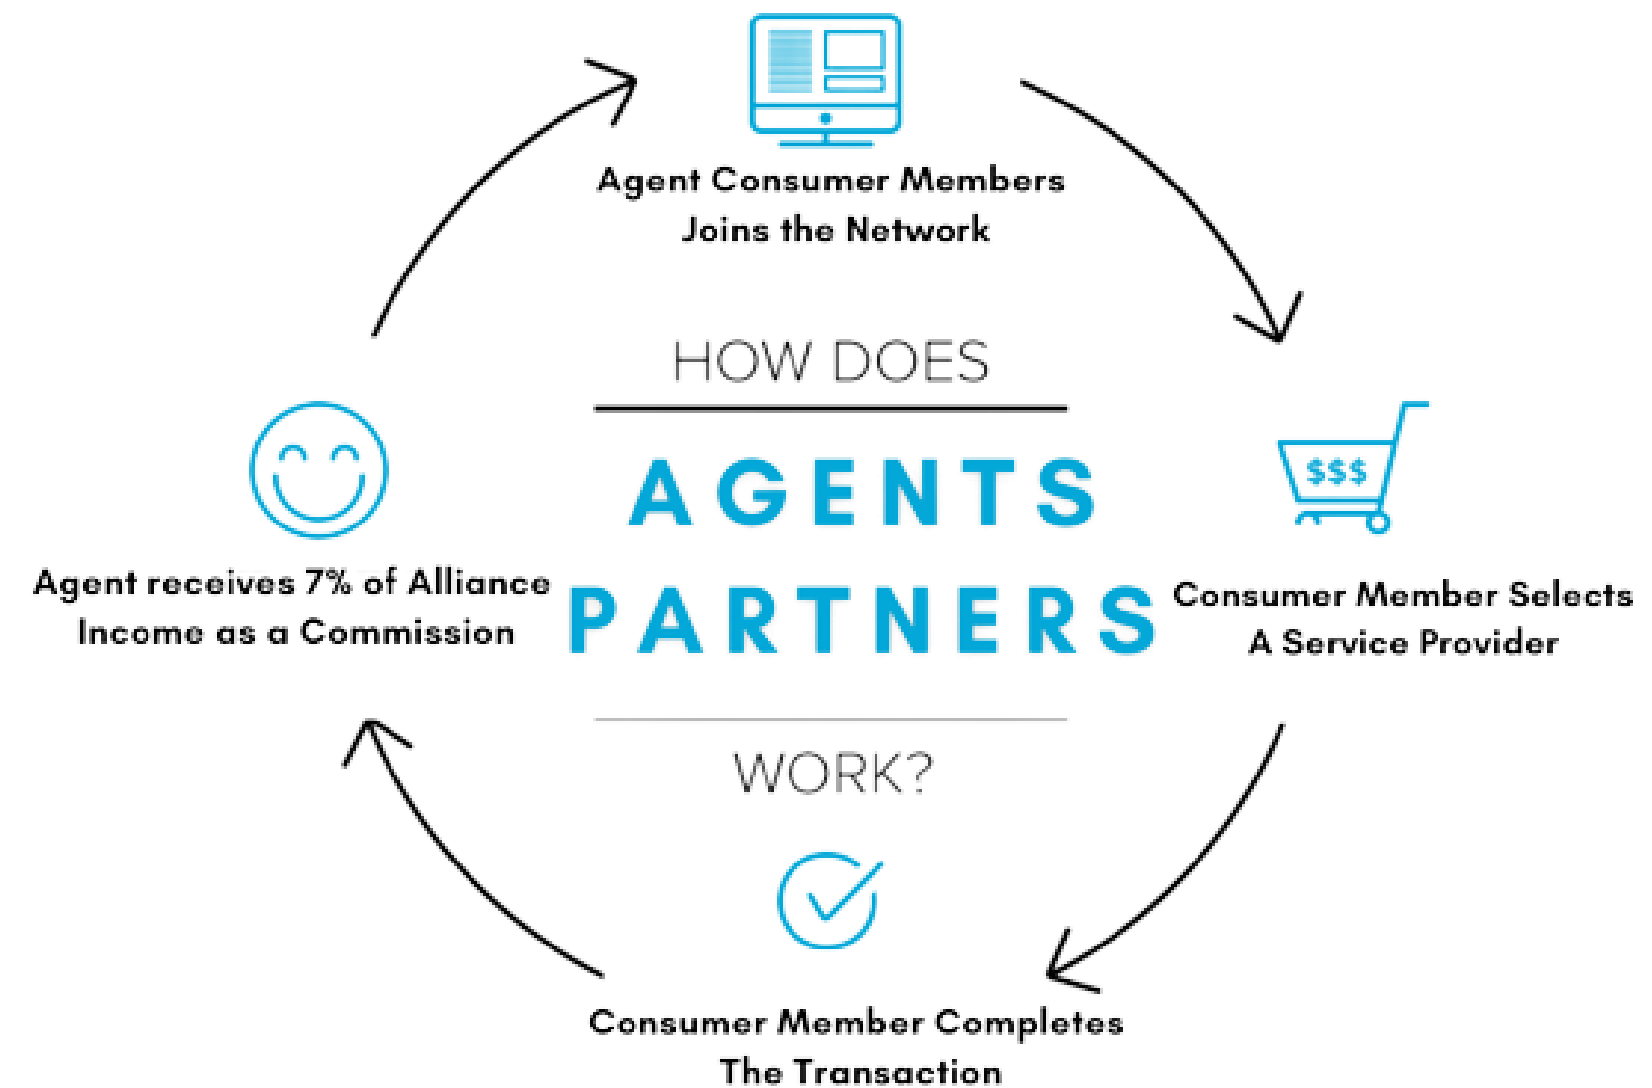 Agent Consumer Members
Joins the Network
HOW DOES
AGENTS
PARTNERS
WORK?
$$$
Consumer Member Selects
A Service Provider
Consumer Member Completes
The Transaction
Agent receives 7% of Alliance
Income as a Commission